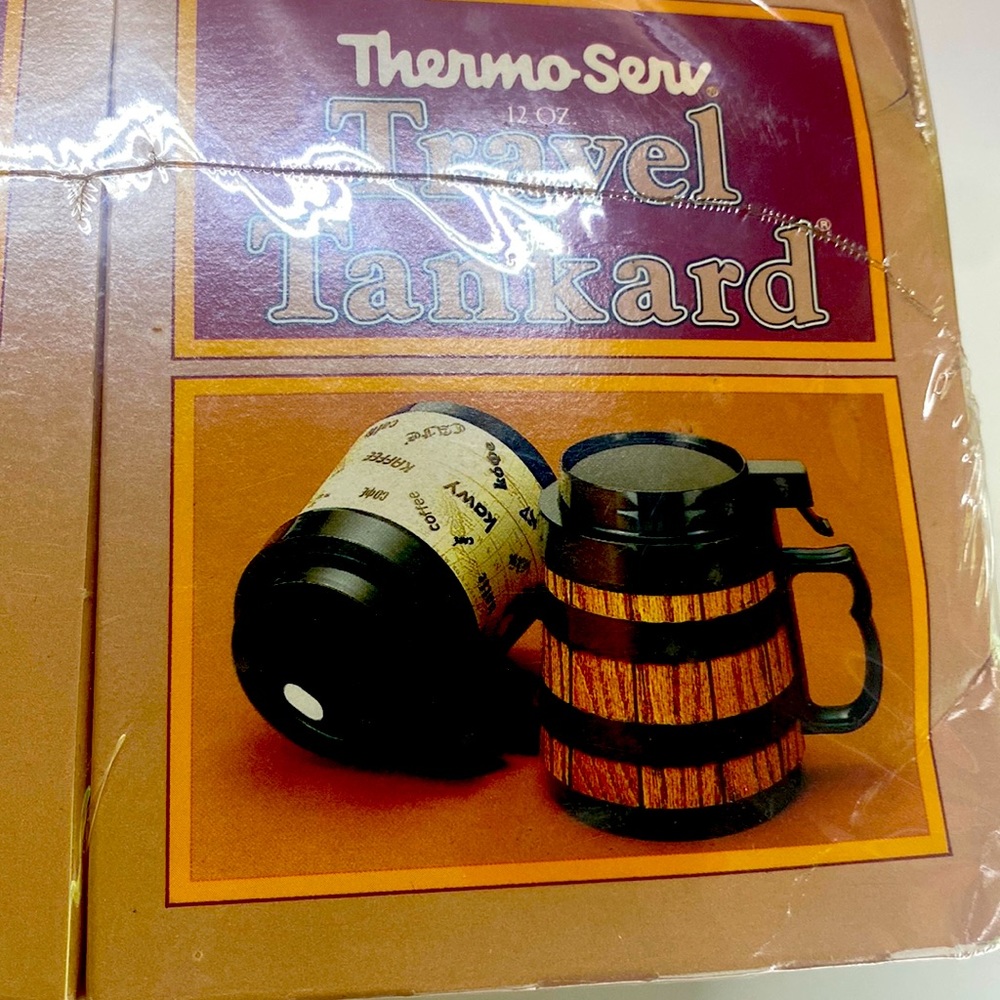 Thermo-Serv®
12 OZ.
Travel
Tankard®
café
KAFFEE
coffee
kawy